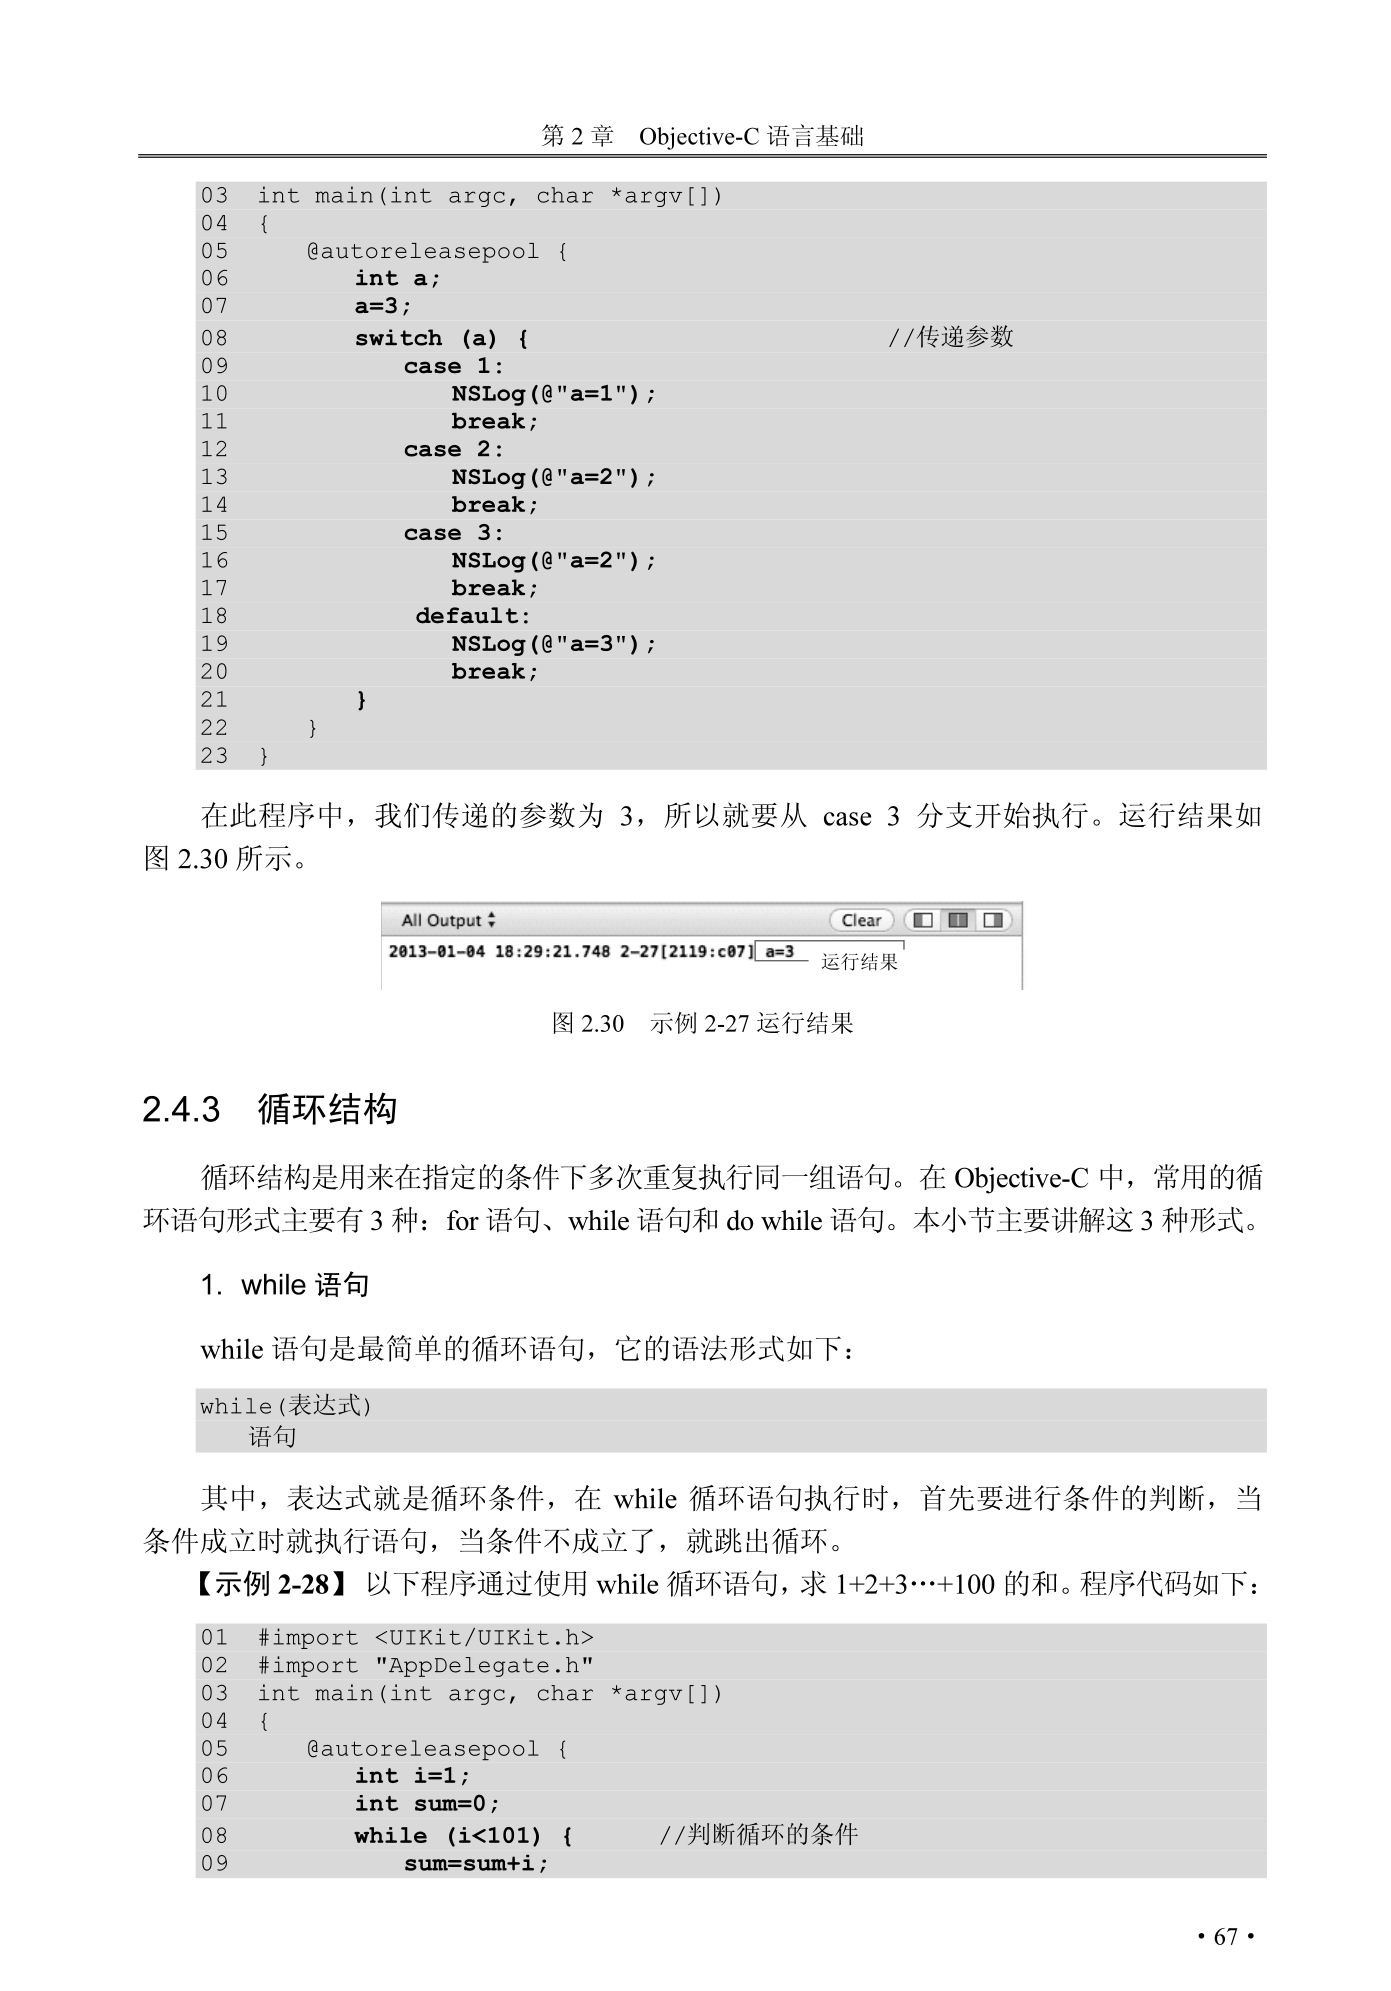 第 2 章　Objective-C 语言基础
03  int main(int argc, char *argv[])
04  {
05     @autoreleasepool {
06         int a;
07         a=3;
08         switch (a) {                    //传递参数
09            case 1:
10                NSLog(@"a=1");
11                break;
12            case 2:
13                NSLog(@"a=2");
14                break;
15            case 3:
16                NSLog(@"a=2");
17                break;
18             default:
19                NSLog(@"a=3");
20                break;
21         }
22     }
23  }
在此程序中，我们传递的参数为 3，所以就要从 case 3 分支开始执行。运行结果如
图 2.30 所示。
All Output Clear
2013-01-04 18:29:21.748 2-27[2119:c07] a=3 运行结果
图 2.30　示例 2-27 运行结果
2.4.3　循环结构
循环结构是用来在指定的条件下多次重复执行同一组语句。在 Objective-C 中，常用的循
环语句形式主要有 3 种：for 语句、while 语句和 do while 语句。本小节主要讲解这 3 种形式。
1．while 语句
while 语句是最简单的循环语句，它的语法形式如下：
while(表达式)
    语句
其中，表达式就是循环条件，在 while 循环语句执行时，首先要进行条件的判断，当
条件成立时就执行语句，当条件不成立了，就跳出循环。
【示例 2-28】 以下程序通过使用 while 循环语句，求 1+2+3…+100 的和。程序代码如下：
01  #import <UIKit/UIKit.h>
02  #import "AppDelegate.h"
03  int main(int argc, char *argv[])
04  {
05     @autoreleasepool {
06         int i=1;
07         int sum=0;
08         while (i<101) {      //判断循环的条件
09            sum=sum+i;
• 67 •